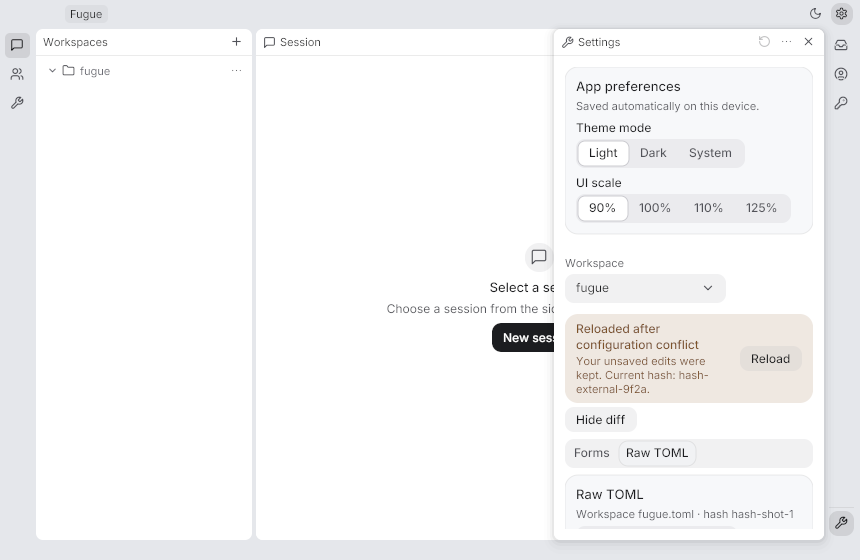 Fugue
Workspaces
Session
Settings
fugue
App preferences
Saved automatically on this device.
Theme mode
Light Dark System
UI scale
90% 100% 110% 125%
Select a se
Choose a session from the sid
New sess
Workspace
fugue
Reloaded after
configuration conflict
Your unsaved edits were
kept. Current hash: hash-
external-9f2a.
Reload
Hide diff
Forms Raw TOML
Raw TOML
Workspace fugue.toml · hash hash-shot-1